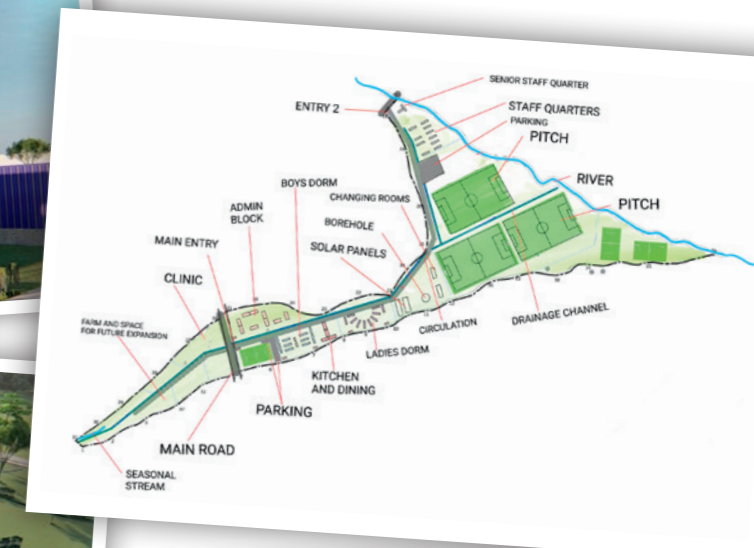 SENIOR STAFF QUARTER
ENTRY 2
STAFF QUARTERS
PARKING
PITCH
BOYS DORM
CHANGING ROOMS
RIVER
ADMIN
BLOCK
BOREHOLE
PITCH
MAIN ENTRY
SOLAR PANELS
CLINIC
FARM AND SPACE
FOR FUTURE EXPANSION
CIRCULATION
DRAINAGE CHANNEL
LADIES DORM
KITCHEN
AND DINING
PARKING
MAIN ROAD
SEASONAL
STREAM